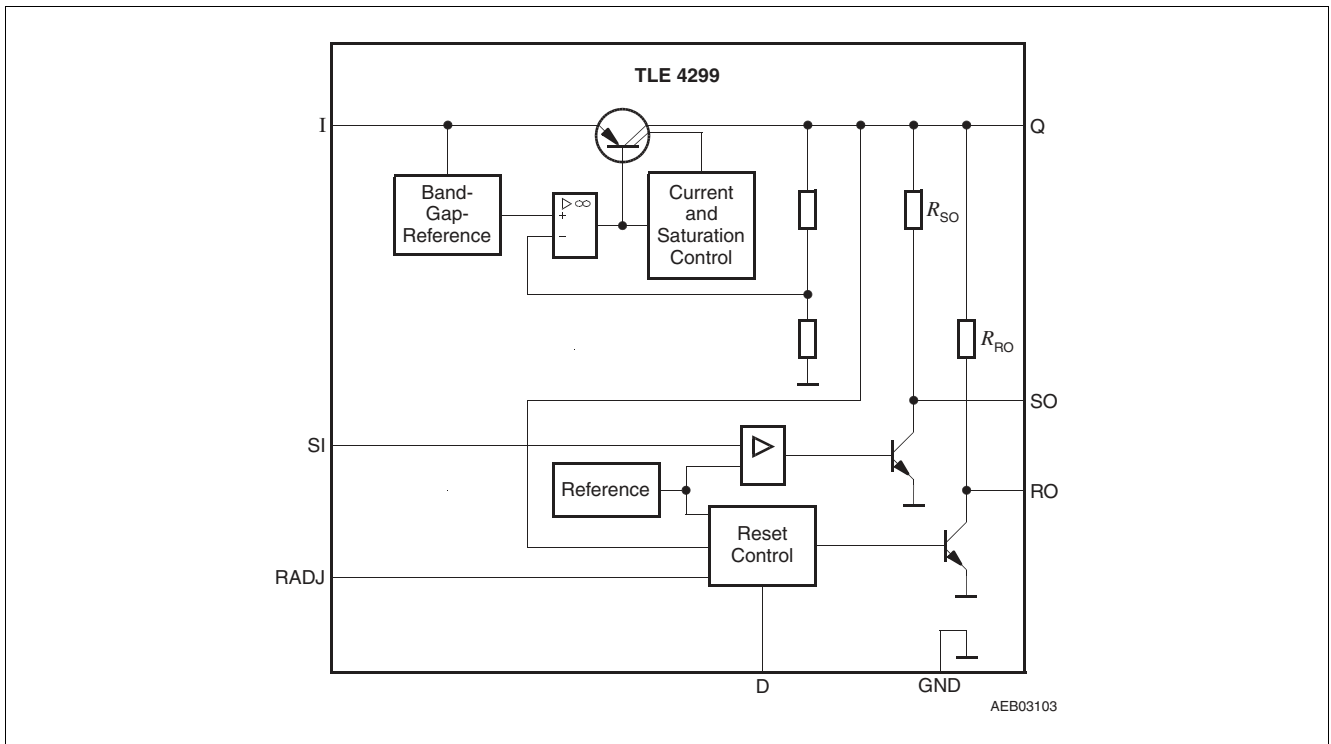 TLE 4299
I
Q
Band-
Gap-
Reference
▷ ∞
+
−
Current
and
Saturation
Control
R_SO
R_RO
SO
SI
Reference
RO
Reset
Control
RADJ
D
GND
AEB03103